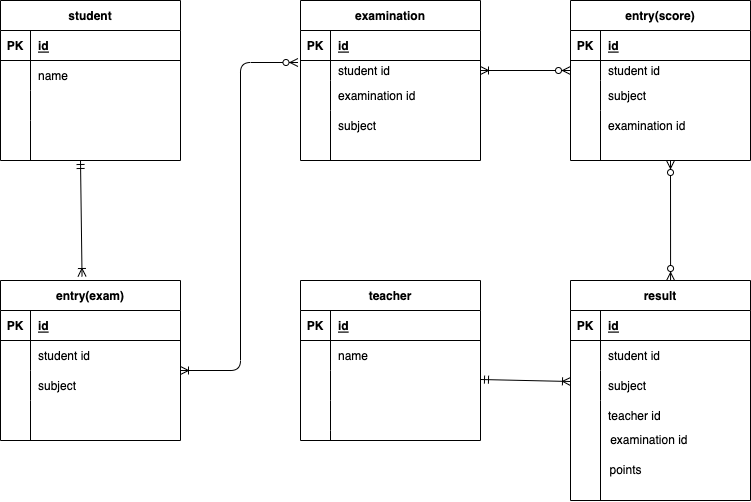 student
PK id
name
examination
PK id
student id
examination id
subject
entry(score)
PK id
student id
subject
examination id
entry(exam)
PK id
student id
subject
teacher
PK id
name
result
PK id
student id
subject
teacher id
examination id
points